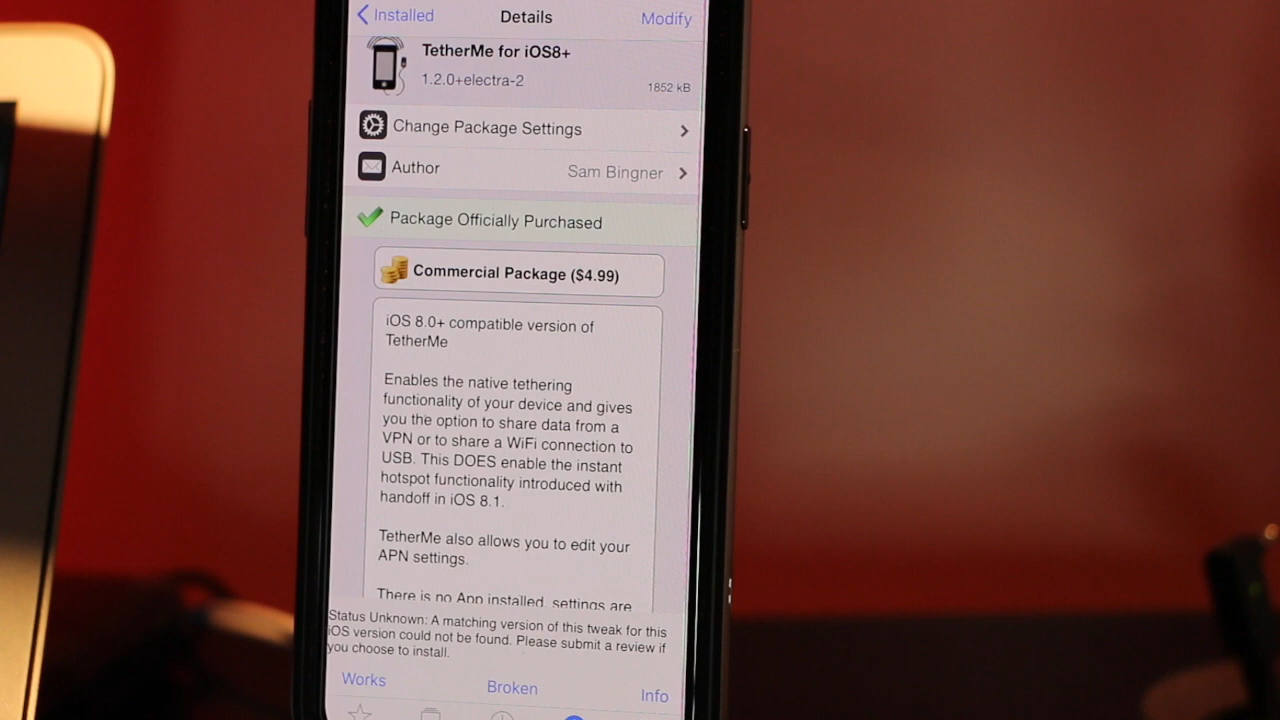 Installed
Details
Modify
TetherMe for iOS8+
1.2.0+electra-2
1852 kB
Change Package Settings
Author
Sam Bingner
Package Officially Purchased
Commercial Package ($4.99)
iOS 8.0+ compatible version of
TetherMe
Enables the native tethering
functionality of your device and gives
you the option to share data from a
VPN or to share a WiFi connection to
USB. This DOES enable the instant
hotspot functionality introduced with
handoff in iOS 8.1.
TetherMe also allows you to edit your
APN settings.
There is no App installed, settings are
Status Unknown: A matching version of this tweak for this
iOS version could not be found. Please submit a review if
you choose to install.
Works
Broken
Info